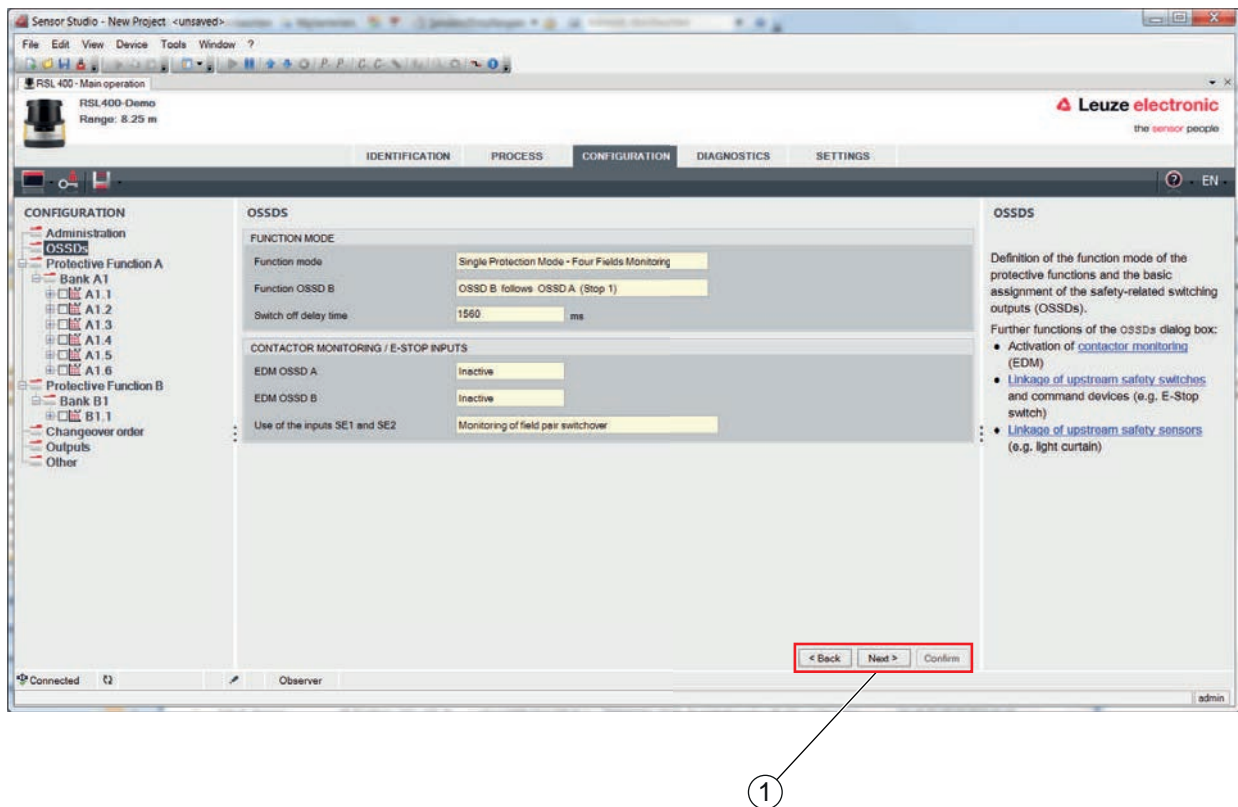 Sensor Studio - New Project <unsaved>
File Edit View Device Tools Window ?
RSL 400 - Main operation
RSL400-Demo
Range: 8.25 m
Leuze electronic
the sensor people
IDENTIFICATION PROCESS CONFIGURATION DIAGNOSTICS SETTINGS
EN
CONFIGURATION
Administration
OSSDs
Protective Function A
Bank A1
A1.1
A1.2
A1.3
A1.4
A1.5
A1.6
Protective Function B
Bank B1
B1.1
Changeover order
Outputs
Other
OSSDS
FUNCTION MODE
Function mode Single Protection Mode - Four Fields Monitoring
Function OSSD B OSSD B follows OSSD A (Stop 1)
Switch off delay time 1560 ms
CONTACTOR MONITORING / E-STOP INPUTS
EDM OSSD A Inactive
EDM OSSD B Inactive
Use of the inputs SE1 and SE2 Monitoring of field pair switchover
< Back Next > Confirm
OSSDS
Definition of the function mode of the
protective functions and the basic
assignment of the safety-related switching
outputs (OSSDs).
Further functions of the OSSDs dialog box:
• Activation of contactor monitoring
(EDM)
• Linkage of upstream safety switches
and command devices (e.g. E-Stop
switch)
• Linkage of upstream safety sensors
(e.g. light curtain)
Connected Observer
admin
1